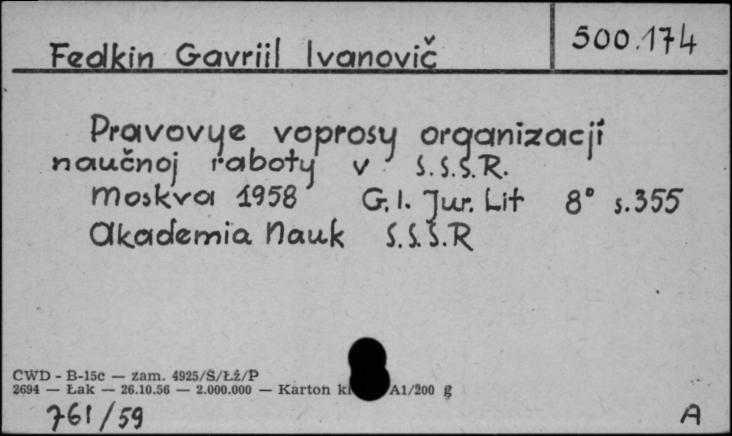 Fedkin Gavriil Ivanovič
500.174
Pravovye voprosy organizacji
naučnoj raboty v S.S.S.R.
Moskva 1958 G.I. Jur. Lit 8° s.355
Akademia Nauk S.S.S.R
CWD - B-15c — zam. 4925/S/Łż/P
2694 — Łak — 26.10.56 — 2.000.000 — Karton A1/200 g
761/59
A